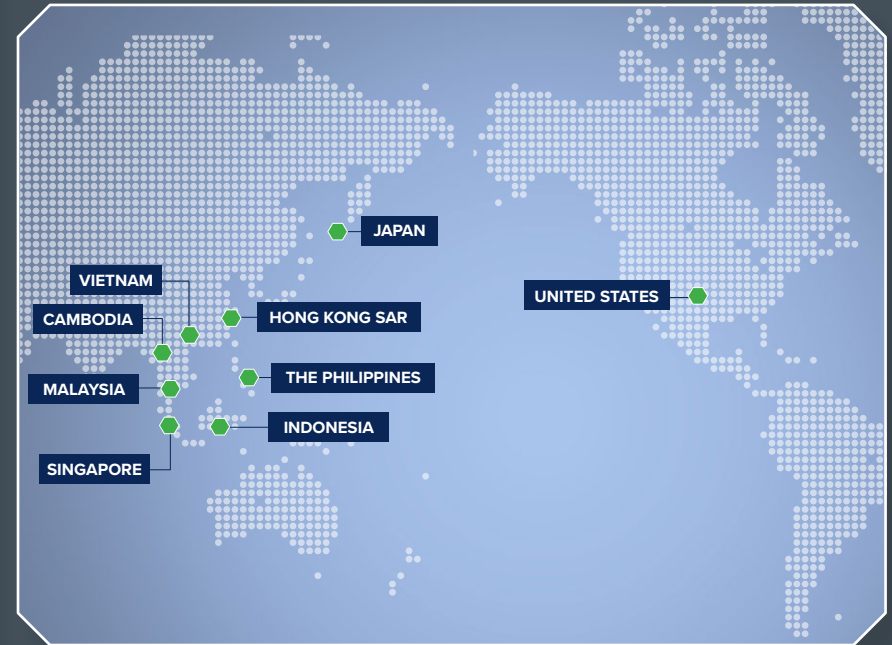 JAPAN
VIETNAM
UNITED STATES
CAMBODIA
HONG KONG SAR
MALAYSIA
THE PHILIPPINES
INDONESIA
SINGAPORE